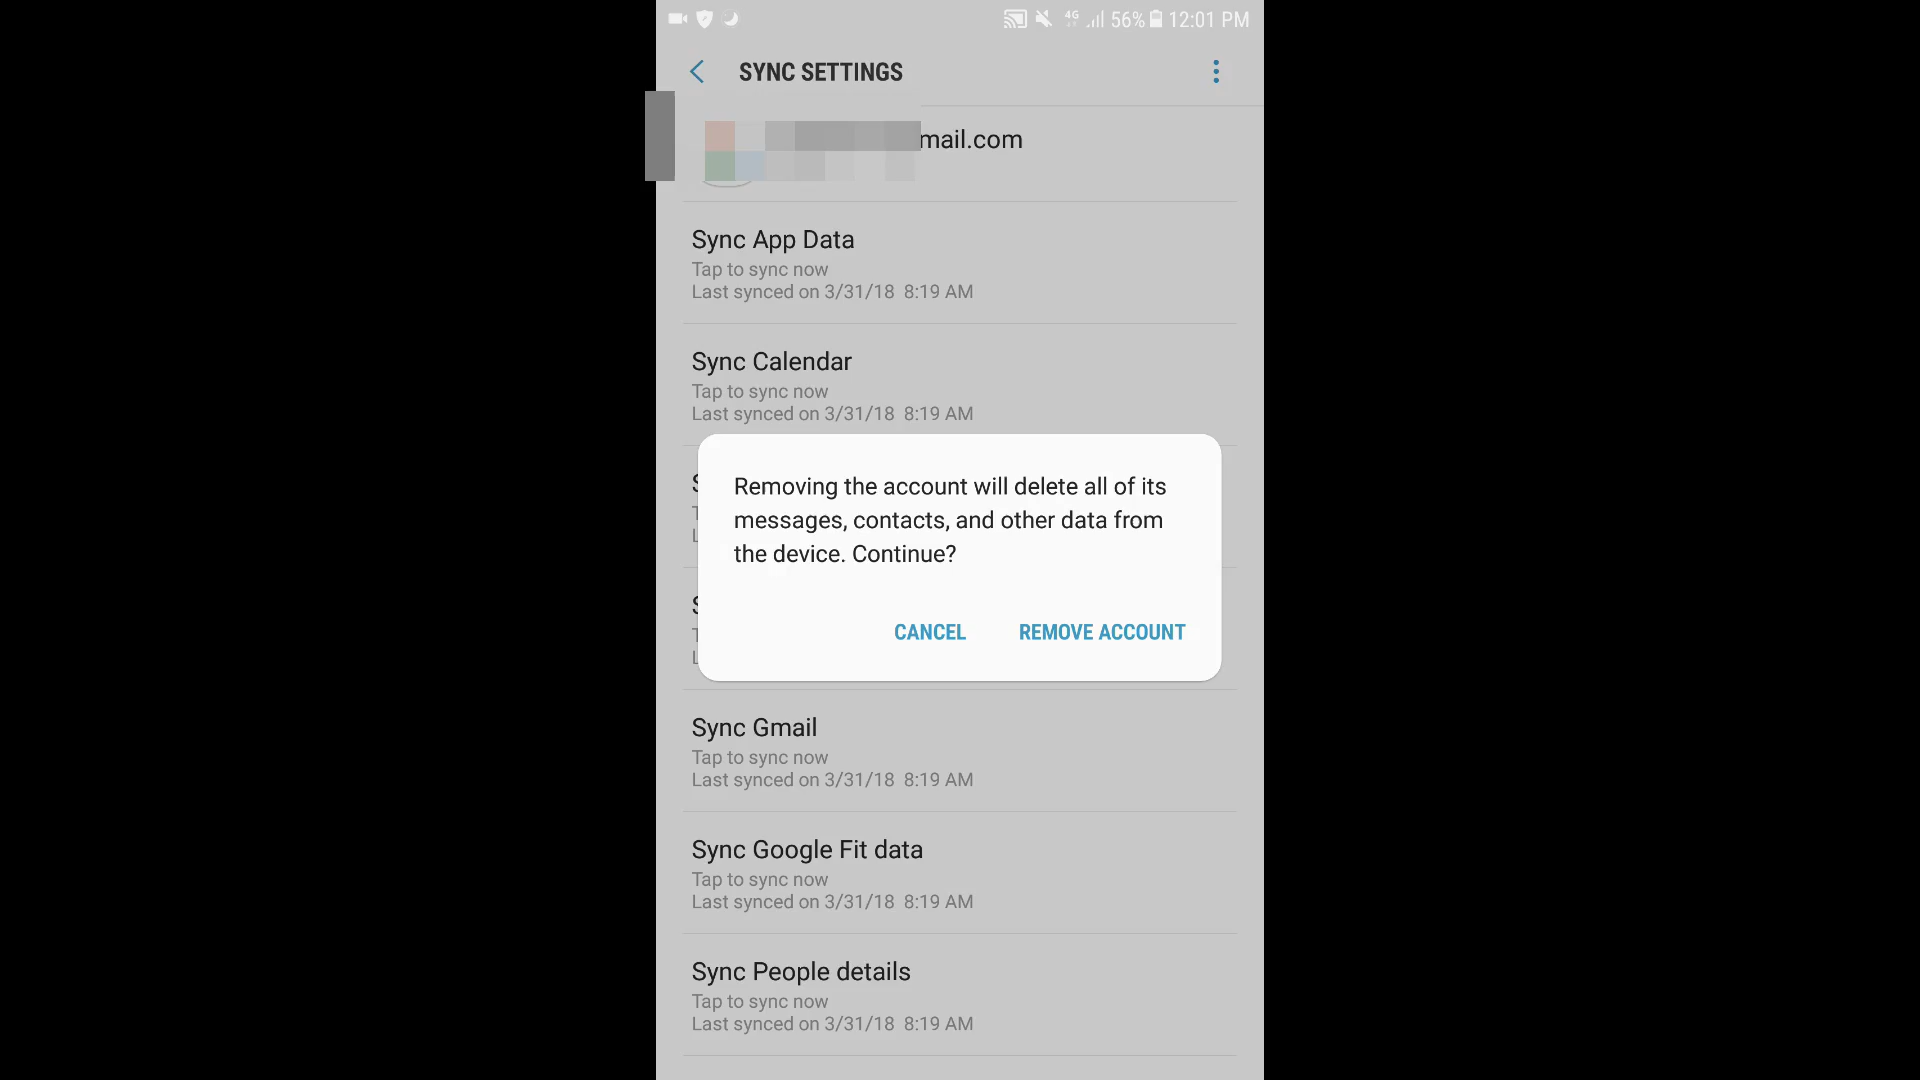 4G 56% 12:01 PM
SYNC SETTINGS
mail.com
Sync App Data
Tap to sync now
Last synced on 3/31/18 8:19 AM
Sync Calendar
Tap to sync now
Last synced on 3/31/18 8:19 AM
Removing the account will delete all of its
messages, contacts, and other data from
the device. Continue?
CANCEL REMOVE ACCOUNT
Sync Gmail
Tap to sync now
Last synced on 3/31/18 8:19 AM
Sync Google Fit data
Tap to sync now
Last synced on 3/31/18 8:19 AM
Sync People details
Tap to sync now
Last synced on 3/31/18 8:19 AM